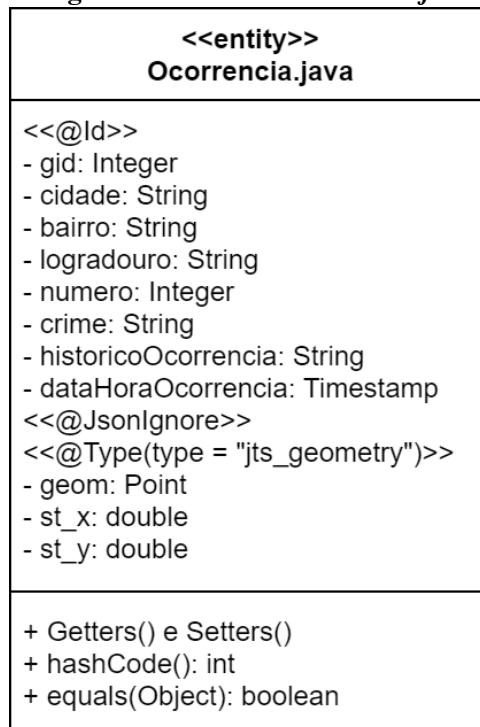 <<entity>>
Ocorrencia.java
<<@Id>>
- gid: Integer
- cidade: String
- bairro: String
- logradouro: String
- numero: Integer
- crime: String
- historicoOcorrencia: String
- dataHoraOcorrencia: Timestamp
<<@JsonIgnore>>
<<@Type(type = "jts_geometry")>>
- geom: Point
- st_x: double
- st_y: double
+ Getters() e Setters()
+ hashCode(): int
+ equals(Object): boolean